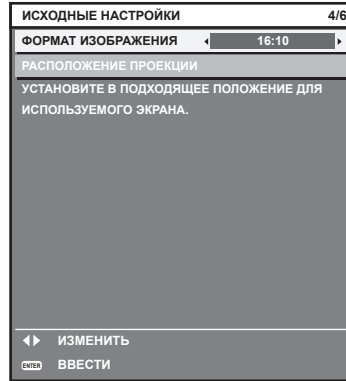 ИСХОДНЫЕ НАСТРОЙКИ 4/6
ФОРМАТ ИЗОБРАЖЕНИЯ 16:10
РАСПОЛОЖЕНИЕ ПРОЕКЦИИ
УСТАНОВИТЕ В ПОДХОДЯЩЕЕ ПОЛОЖЕНИЕ ДЛЯ
ИСПОЛЬЗУЕМОГО ЭКРАНА.
ИЗМЕНИТЬ
ENTER ВВЕСТИ